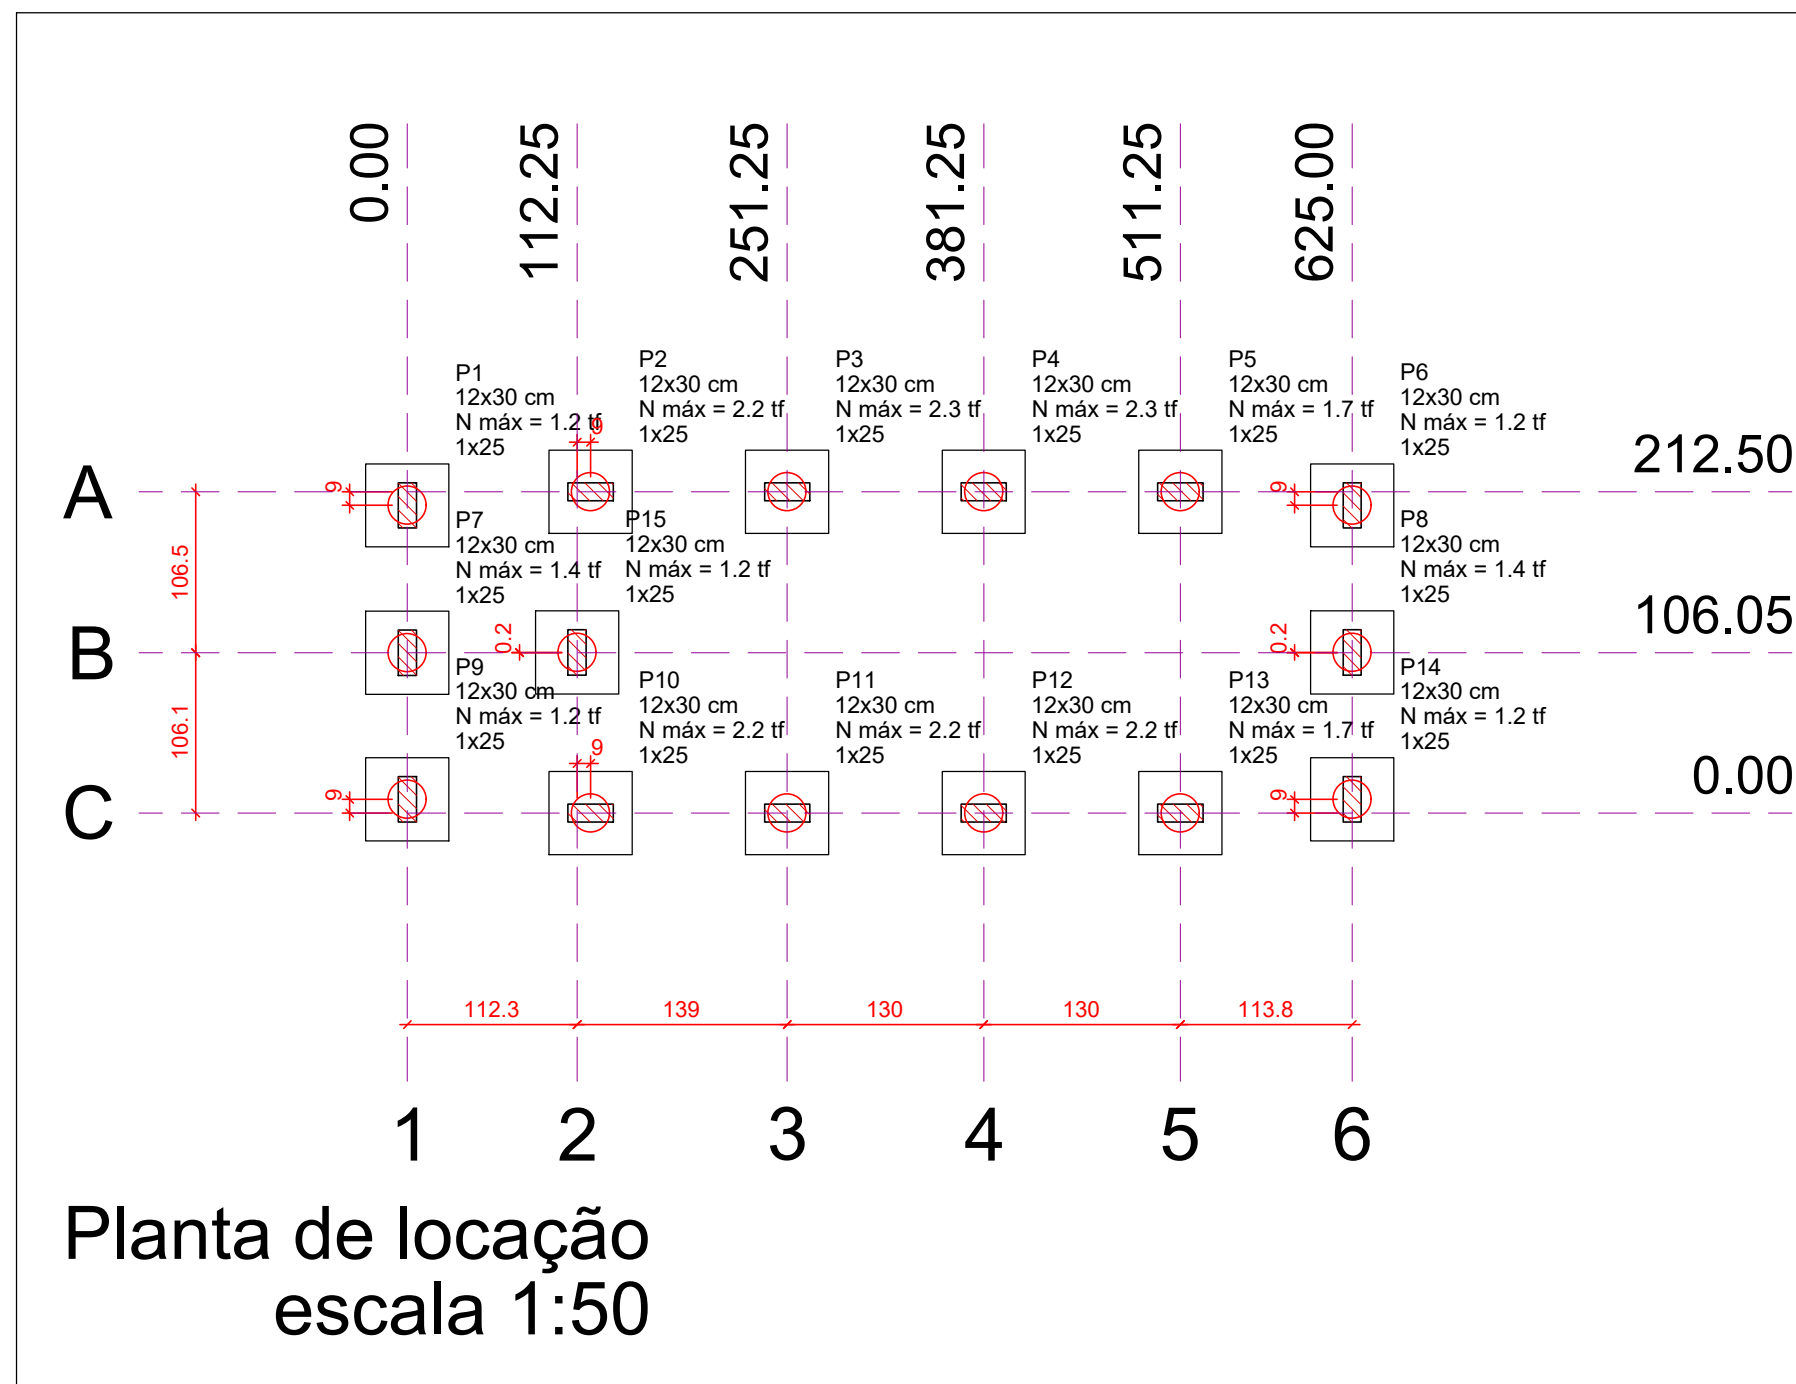 0.00
112.25
251.25
381.25
511.25
625.00
P1
12x30 cm
N máx = 1.2 tf
1x25
P2
12x30 cm
N máx = 2.2 tf
1x25
P3
12x30 cm
N máx = 2.3 tf
1x25
P4
12x30 cm
N máx = 2.3 tf
1x25
P5
12x30 cm
N máx = 1.7 tf
1x25
P6
12x30 cm
N máx = 1.2 tf
1x25
9
A
9
9
212.50
P7
12x30 cm
N máx = 1.4 tf
1x25
P15
12x30 cm
N máx = 1.2 tf
1x25
P8
12x30 cm
N máx = 1.4 tf
1x25
106.5
B
0.2
0.2
106.05
P9
12x30 cm
N máx = 1.2 tf
1x25
P10
12x30 cm
N máx = 2.2 tf
1x25
P11
12x30 cm
N máx = 2.2 tf
1x25
P12
12x30 cm
N máx = 2.2 tf
1x25
P13
12x30 cm
N máx = 1.7 tf
1x25
P14
12x30 cm
N máx = 1.2 tf
1x25
106.1
9
C
9
9
0.00
112.3
139
130
130
113.8
1
2
3
4
5
6
Planta de locação
escala 1:50